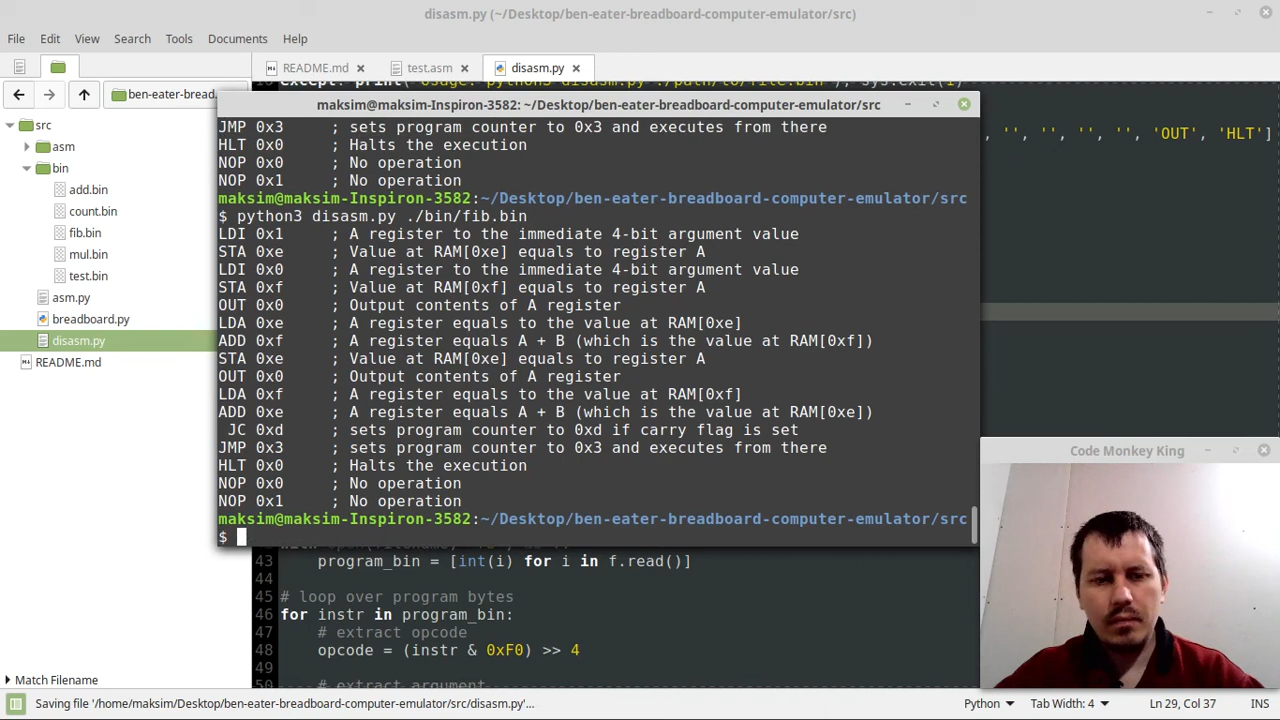 disasm.py (~/Desktop/ben-eater-breadboard-computer-emulator/src)
File Edit View Search Tools Documents Help
README.md
test.asm
disasm.py
ben-eater-bread...
src
asm
bin
add.bin
count.bin
fib.bin
mul.bin
test.bin
asm.py
breadboard.py
disasm.py
README.md
Match Filename
, '', '', '', '', 'OUT', 'HLT']
maksim@maksim-Inspiron-3582: ~/Desktop/ben-eater-breadboard-computer-emulator/src
JMP 0x3 ; sets program counter to 0x3 and executes from there
HLT 0x0 ; Halts the execution
NOP 0x0 ; No operation
NOP 0x1 ; No operation
maksim@maksim-Inspiron-3582:~/Desktop/ben-eater-breadboard-computer-emulator/src
$ python3 disasm.py ./bin/fib.bin
LDI 0x1 ; A register to the immediate 4-bit argument value
STA 0xe ; Value at RAM[0xe] equals to register A
LDI 0x0 ; A register to the immediate 4-bit argument value
STA 0xf ; Value at RAM[0xf] equals to register A
OUT 0x0 ; Output contents of A register
LDA 0xe ; A register equals to the value at RAM[0xe]
ADD 0xf ; A register equals A + B (which is the value at RAM[0xf])
STA 0xe ; Value at RAM[0xe] equals to register A
OUT 0x0 ; Output contents of A register
LDA 0xf ; A register equals to the value at RAM[0xf]
ADD 0xe ; A register equals A + B (which is the value at RAM[0xe])
JC 0xd ; sets program counter to 0xd if carry flag is set
JMP 0x3 ; sets program counter to 0x3 and executes from there
HLT 0x0 ; Halts the execution
NOP 0x0 ; No operation
NOP 0x1 ; No operation
maksim@maksim-Inspiron-3582:~/Desktop/ben-eater-breadboard-computer-emulator/src
$
43 program_bin = [int(i) for i in f.read()]
44
45 # loop over program bytes
46 for instr in program_bin:
47 # extract opcode
48 opcode = (instr & 0xF0) >> 4
49
50 # extract argument
Code Monkey King
Saving file '/home/maksim/Desktop/ben-eater-breadboard-computer-emulator/src/disasm.py'...
Python
Tab Width: 4
Ln 29, Col 37
INS